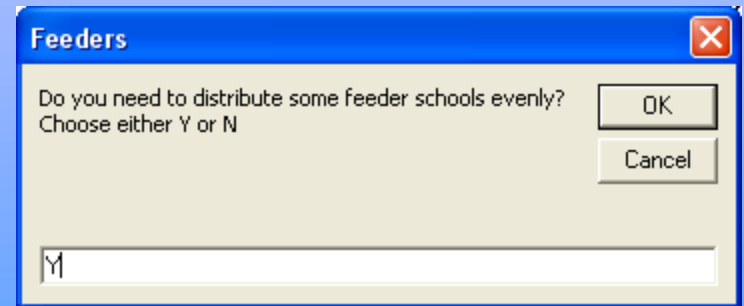 Feeders
Do you need to distribute some feeder schools evenly?
Choose either Y or N
OK
Cancel
Y